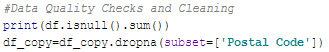 #Data Quality Checks and Cleaning
print(df.isnull().sum())
df_copy=df_copy.dropna(subset=['Postal Code'])